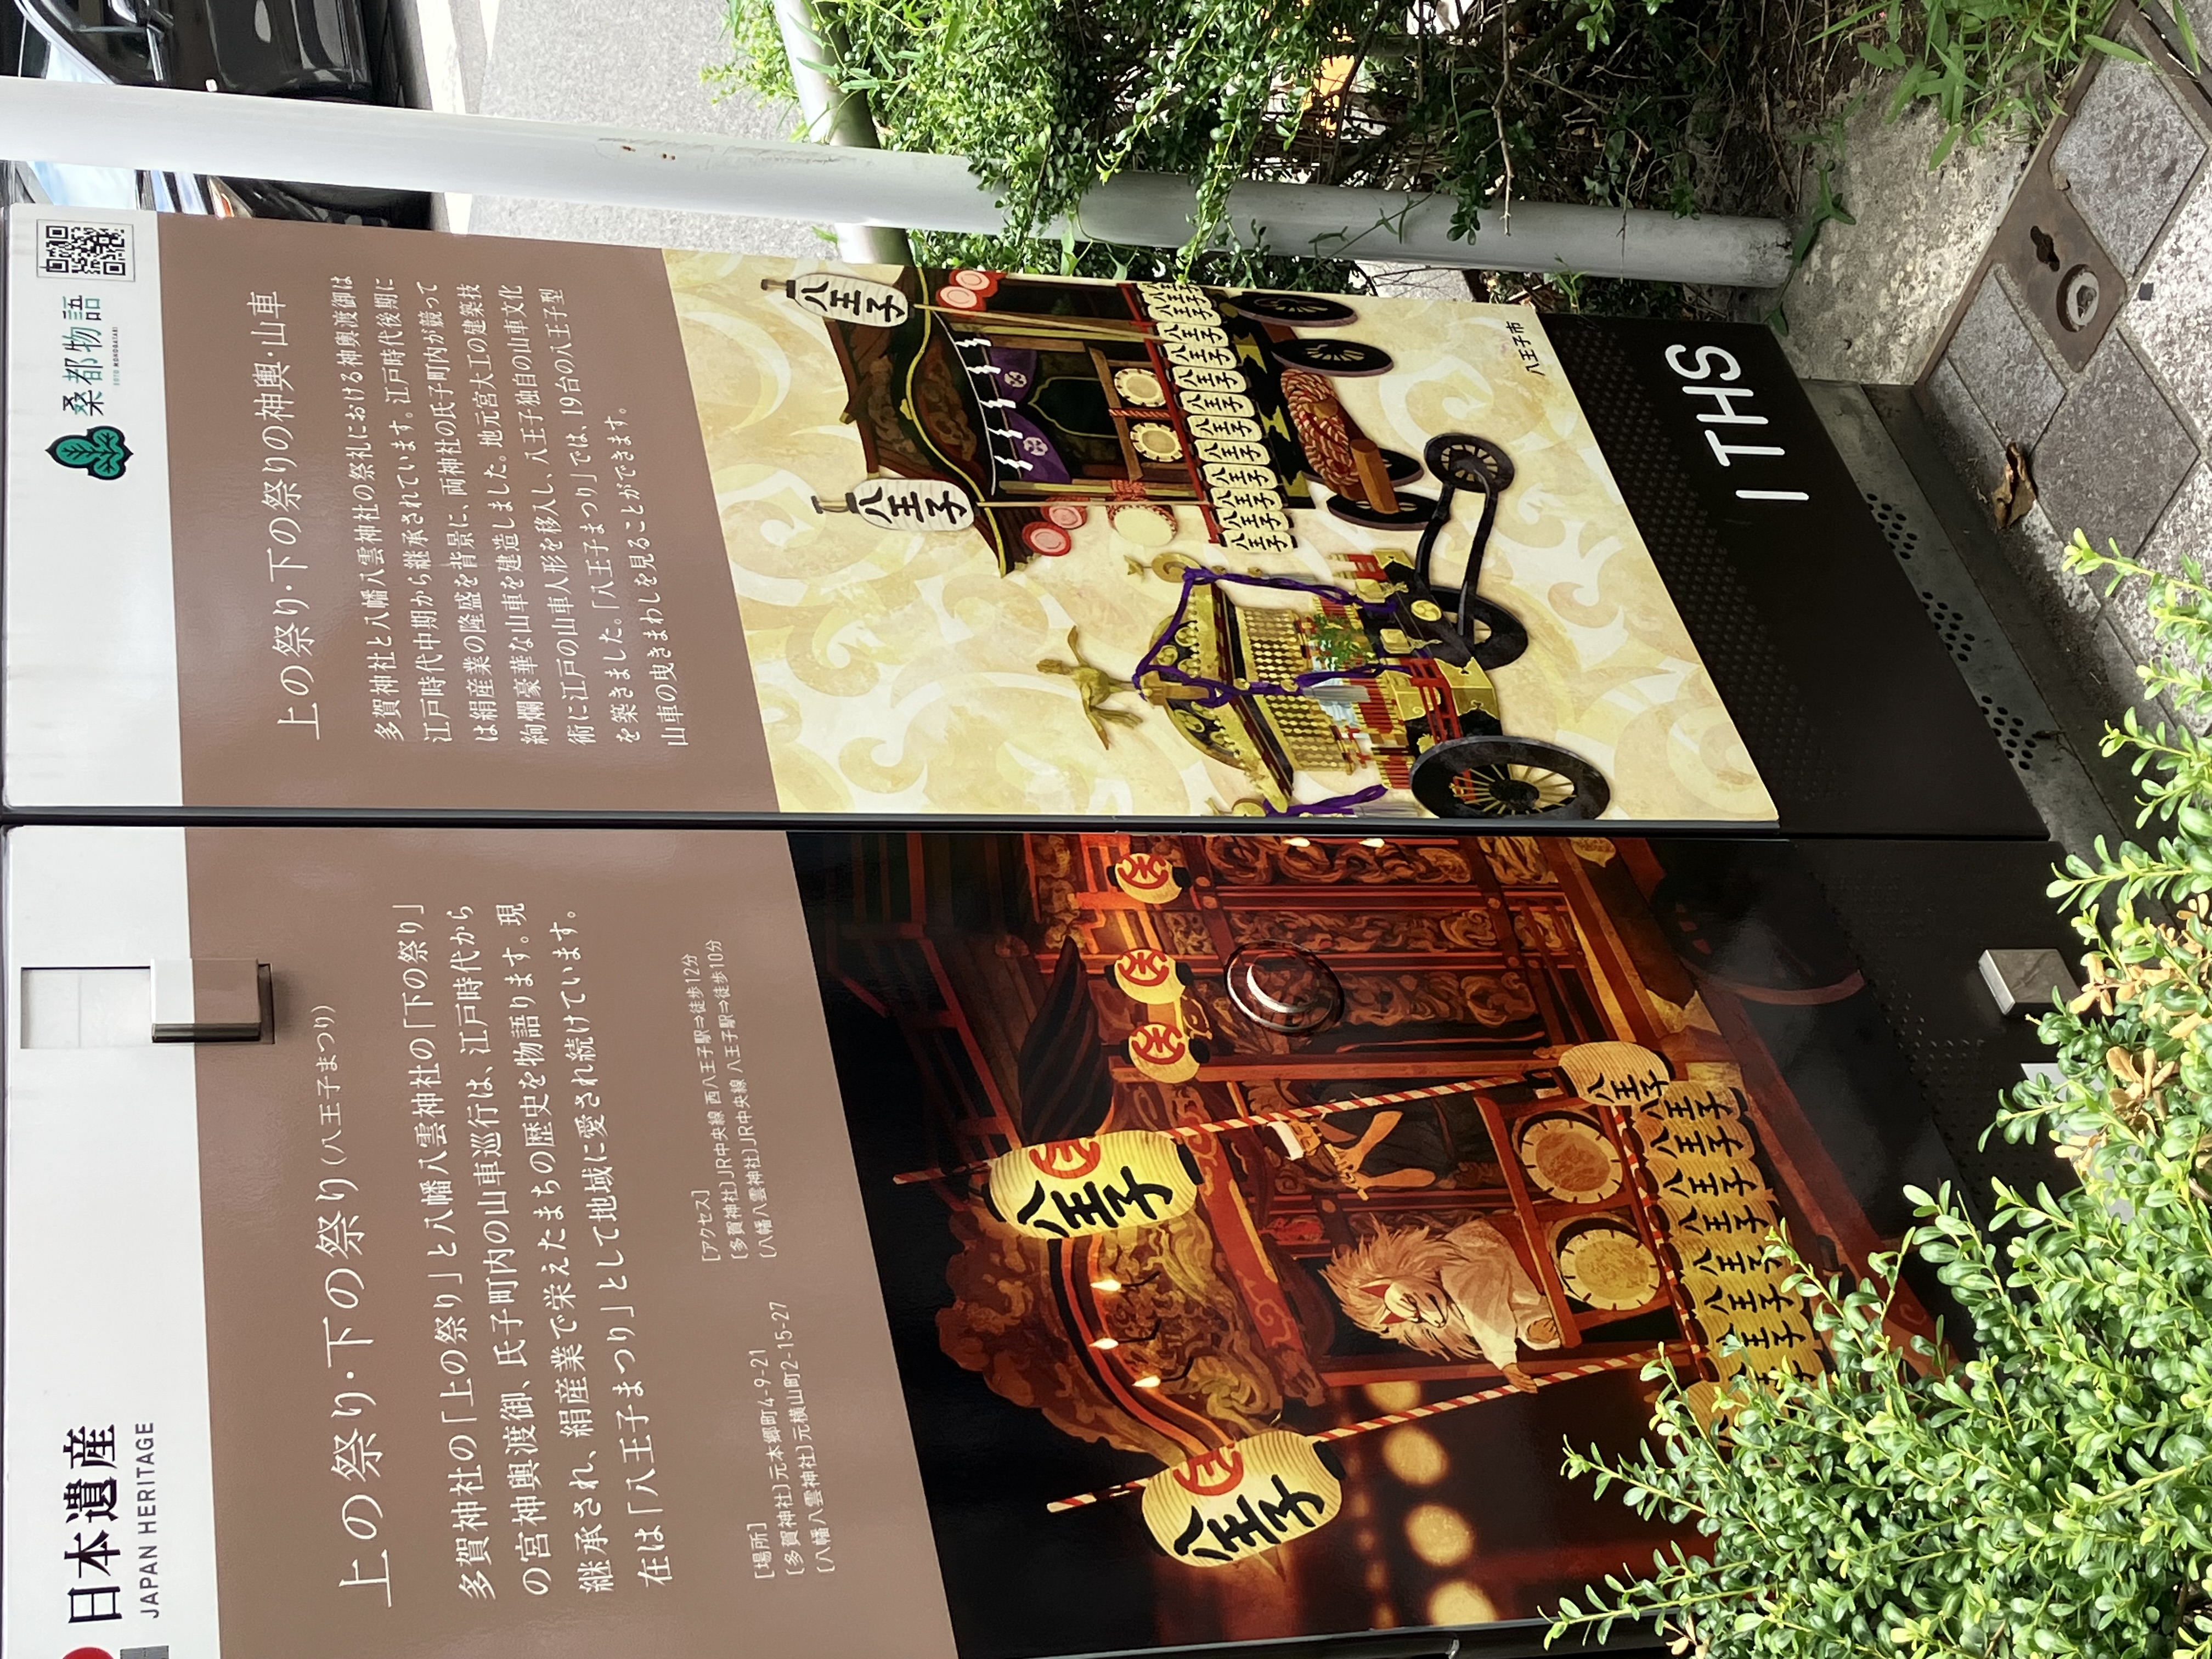 日本遺産
JAPAN HERITAGE
上の祭り・下の祭り(八王子まつり)
多賀神社の「上の祭り」と八幡八雲神社の「下の祭り」
の宮神輿渡御、氏子町内の山車巡行は、江戸時代から
継承され、絹産業で栄えたまちの歴史を物語ります。現
在は「八王子まつり」として地域に愛され続けています。
[場所]
[多賀神社]元本郷町4-9-21
[八幡八雲神社]元横山町2-15-27
[アクセス]
[多賀神社]JR中央線 西八王子駅⇒徒歩12分
[八幡八雲神社]JR中央線 八王子駅⇒徒歩10分
八王子
八王子
八王子
八王子
八王子
八王子
八王子
八王子
八王子
八王子
桑都物語
SOTO MONOGATARI
上の祭り・下の祭りの神輿・山車
多賀神社と八幡八雲神社の祭礼における神輿渡御は
江戸時代中期から継承されています。江戸時代後期に
は絹産業の隆盛を背景に、両神社の氏子町内が競って
絢爛豪華な山車を建造しました。地元宮大工の建築技
術に江戸の山車人形を移入し、八王子独自の山車文化
を築きました。「八王子まつり」では、19台の八王子型
山車の曳きまわしを見ることができます。
八王子
八王子
八王子
八王子
八王子
八王子
八王子
八王子
八王子
八王子
八王子
八王子
八王子市
ITHS